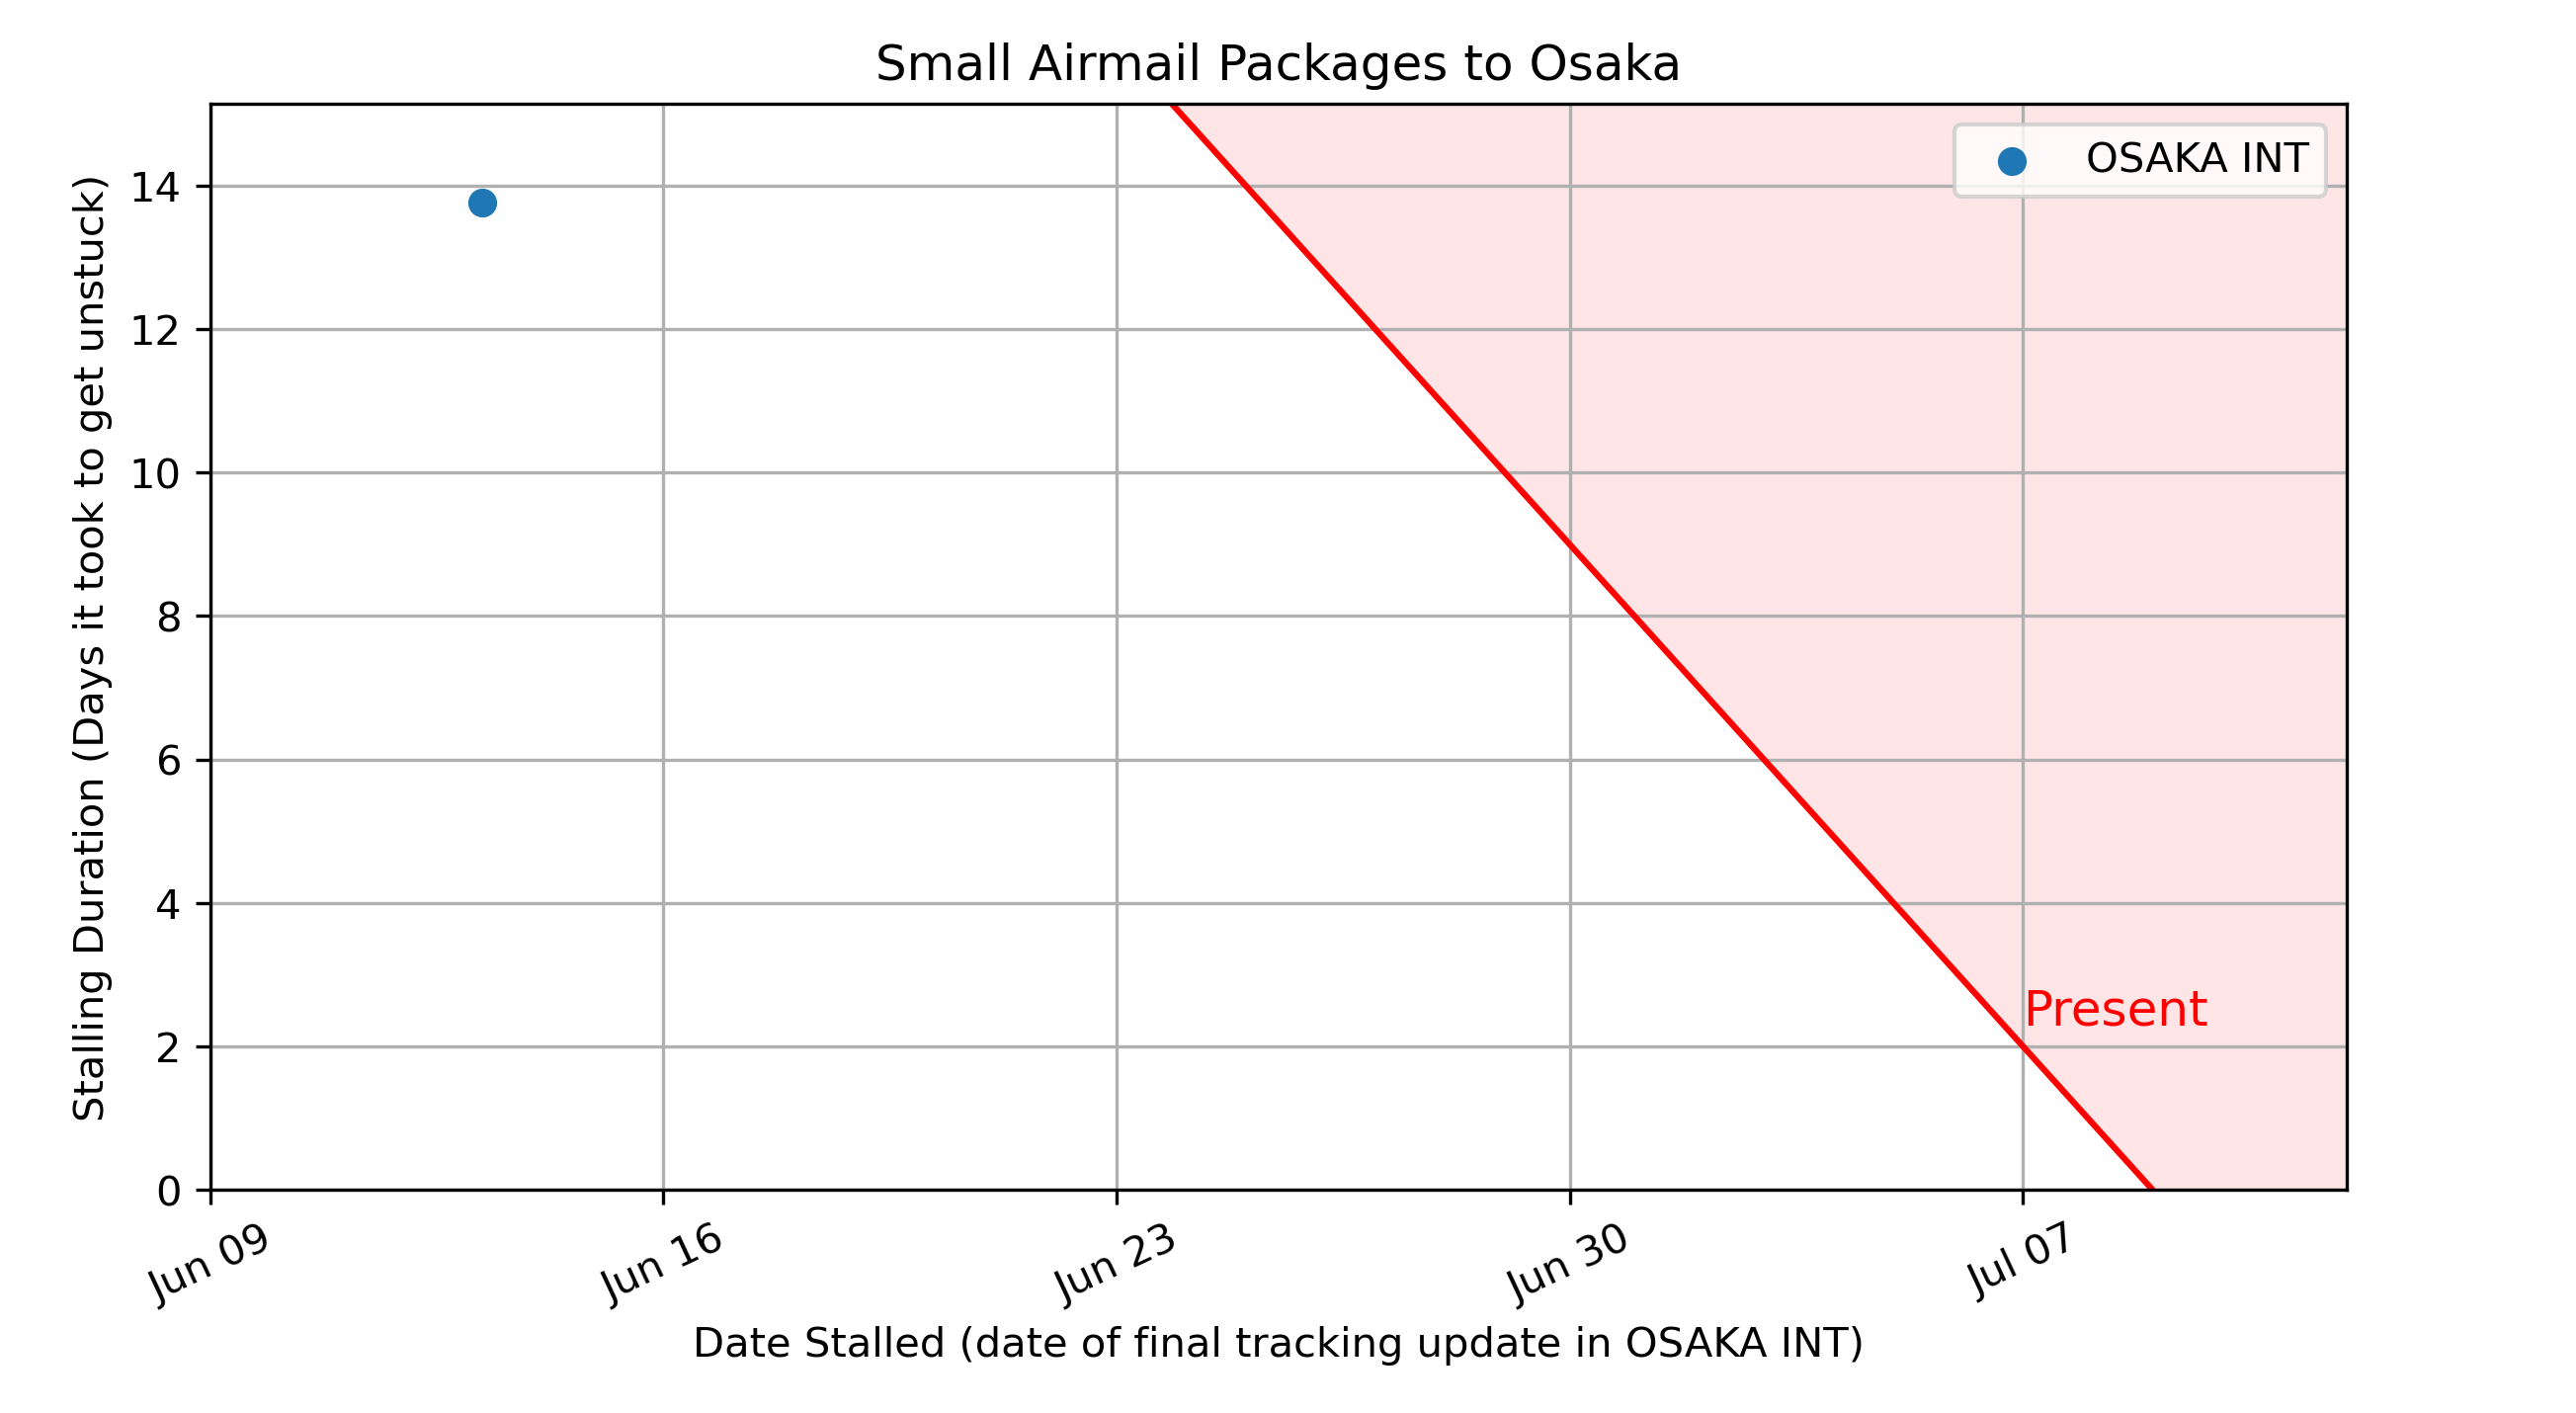 Small Airmail Packages to Osaka
OSAKA INT
Stalling Duration (Days it took to get unstuck)
14
12
10
8
6
4
2
0
Present
Jun 09
Jun 16
Jun 23
Jun 30
Jul 07
Date Stalled (date of final tracking update in OSAKA INT)